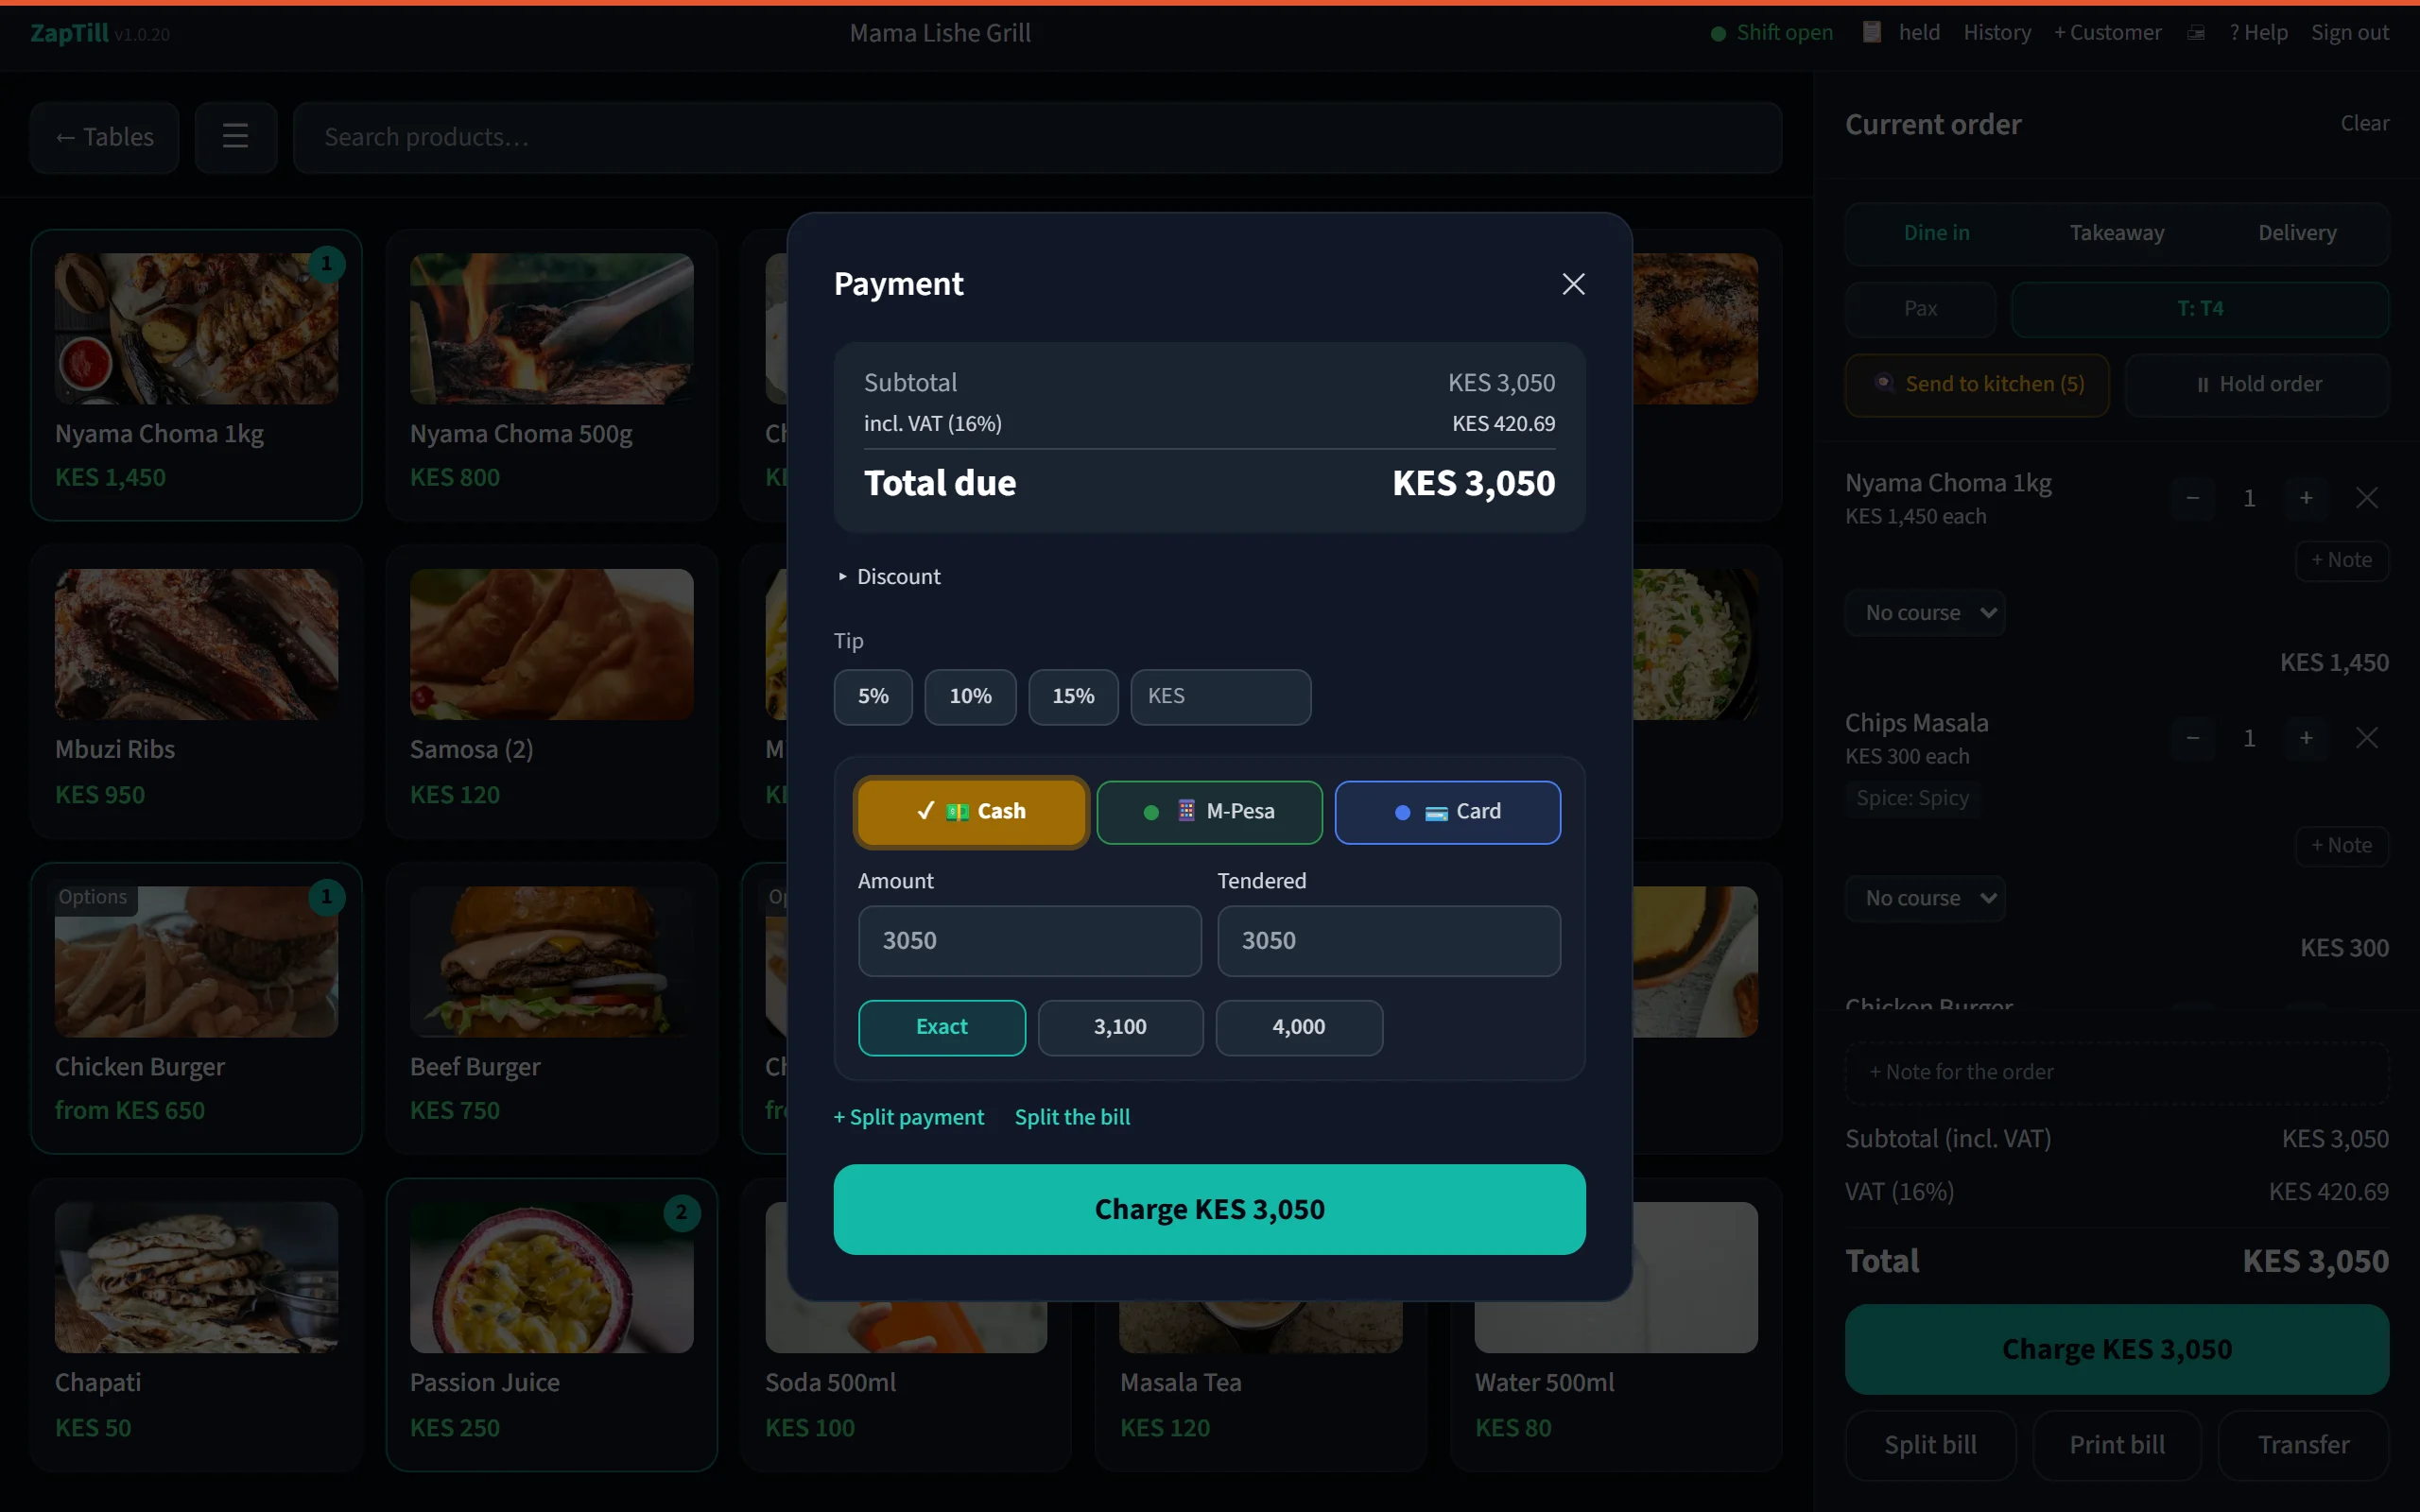 ZapTill v1.0.20
Mama Lishe Grill
Shift open
held
History
+ Customer
? Help
Sign out
← Tables
☰
Search products…
1
Nyama Choma 1kg
KES 1,450
Nyama Choma 500g
KES 800
Mbuzi Ribs
KES 950
Samosa (2)
KES 120
Options
1
Chicken Burger
from KES 650
Beef Burger
KES 750
Chapati
KES 50
2
Passion Juice
KES 250
Soda 500ml
KES 100
Masala Tea
KES 120
Water 500ml
KES 80
Payment
Subtotal KES 3,050
incl. VAT (16%) KES 420.69
Total due KES 3,050
▸ Discount
Tip
5% 10% 15% KES
✓ Cash
M-Pesa
Card
Amount Tendered
3050 3050
Exact 3,100 4,000
+ Split payment Split the bill
Charge KES 3,050
Current order Clear
Dine in Takeaway Delivery
Pax T: T4
Send to kitchen (5) Hold order
Nyama Choma 1kg − 1 +
KES 1,450 each
+ Note
No course
KES 1,450
Chips Masala − 1 +
KES 300 each
Spice: Spicy
+ Note
No course
KES 300
Chicken Burger
+ Note for the order
Subtotal (incl. VAT) KES 3,050
VAT (16%) KES 420.69
Total KES 3,050
Charge KES 3,050
Split bill Print bill Transfer